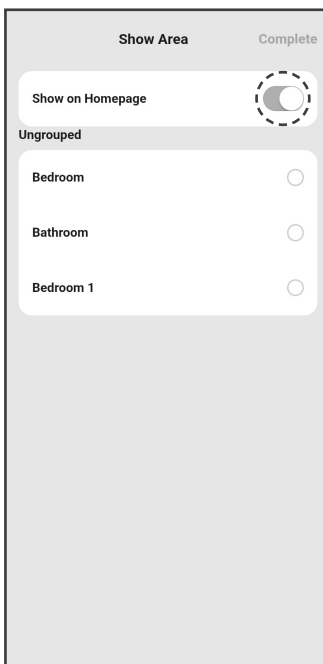 Show Area
Complete
Show on Homepage
Ungrouped
Bedroom
Bathroom
Bedroom 1